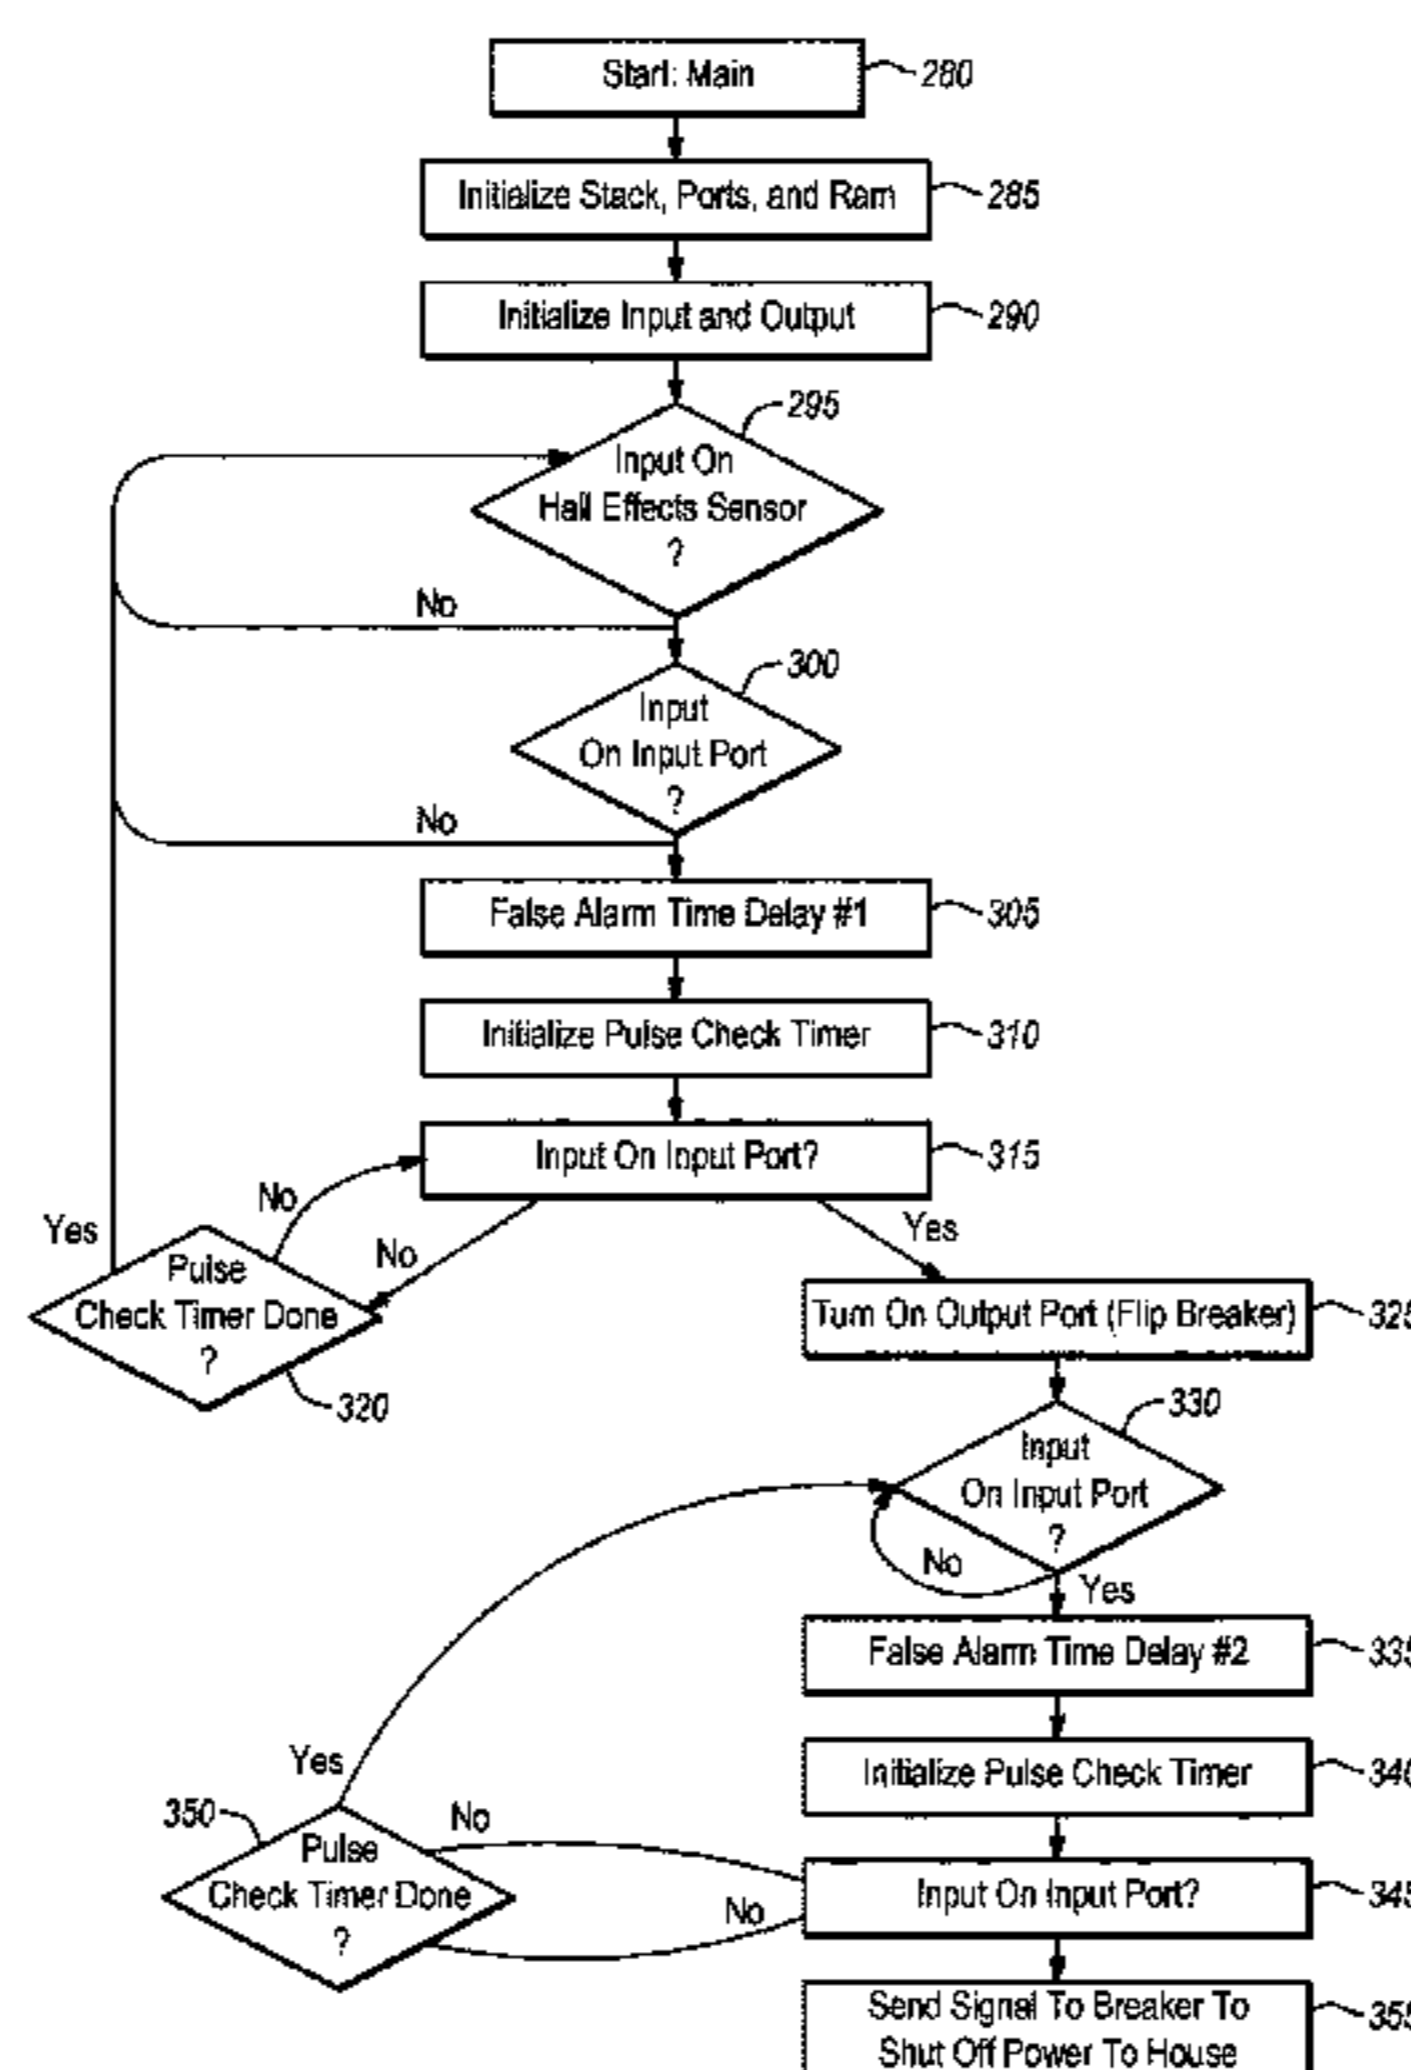 Start: Main
280
Initialize Stack, Ports, and Ram
285
Initialize Input and Output
290
295
Input On
Hall Effects Sensor
?
No
300
Input
On Input Port
?
No
False Alarm Time Delay #1
305
Initialize Pulse Check Timer
310
Input On Input Port?
315
No
Yes
No
Yes
Pulse
Check Timer Done
?
320
Turn On Output Port (Flip Breaker)
325
330
Input
On Input Port
?
No
Yes
False Alarm Time Delay #2
335
Initialize Pulse Check Timer
340
Yes
350
No
Pulse
Check Timer Done
?
No
Input On Input Port?
345
Send Signal To Breaker To
Shut Off Power To House
355